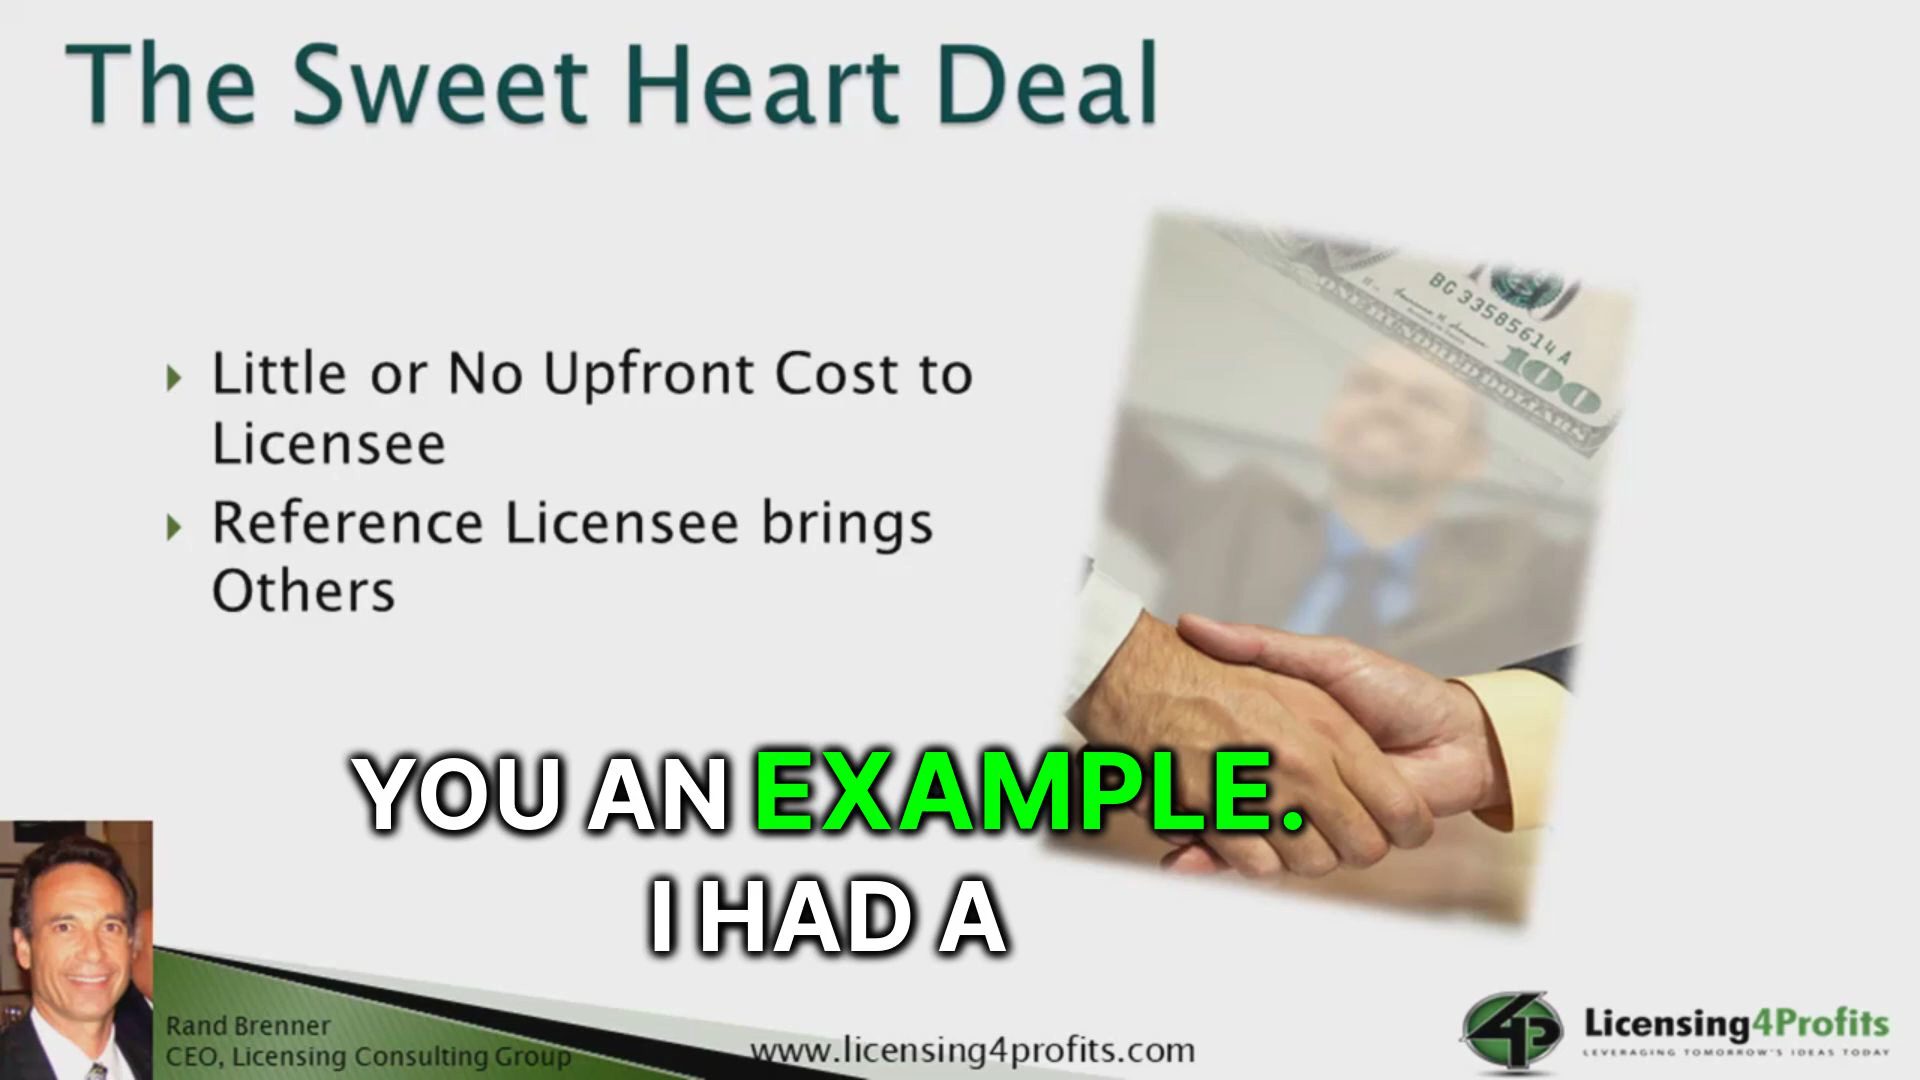 The Sweet Heart Deal
Little or No Upfront Cost to
Licensee
Reference Licensee brings
Others
BG 33585614 A
100
YOU AN EXAMPLE.
I HAD A
Rand Brenner
CEO, Licensing Consulting Group
www.licensing4profits.com
4P
Licensing4Profits
LEVERAGING TOMORROW'S IDEAS TODAY